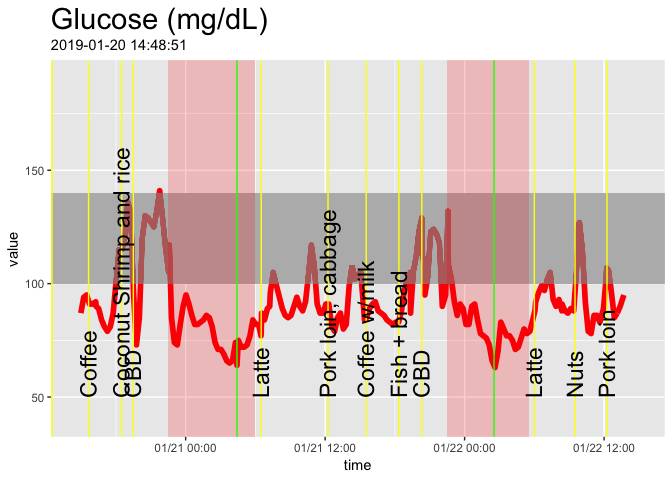 Glucose (mg/dL)
2019-01-20 14:48:51
value
150
100
50
Coffee
Coconut Shrimp and rice
CBD
Latte
Pork loin, cabbage
Coffee w/milk
Fish + bread
CBD
Latte
Nuts
Pork loin
01/21 00:00
01/21 12:00
01/22 00:00
01/22 12:00
time